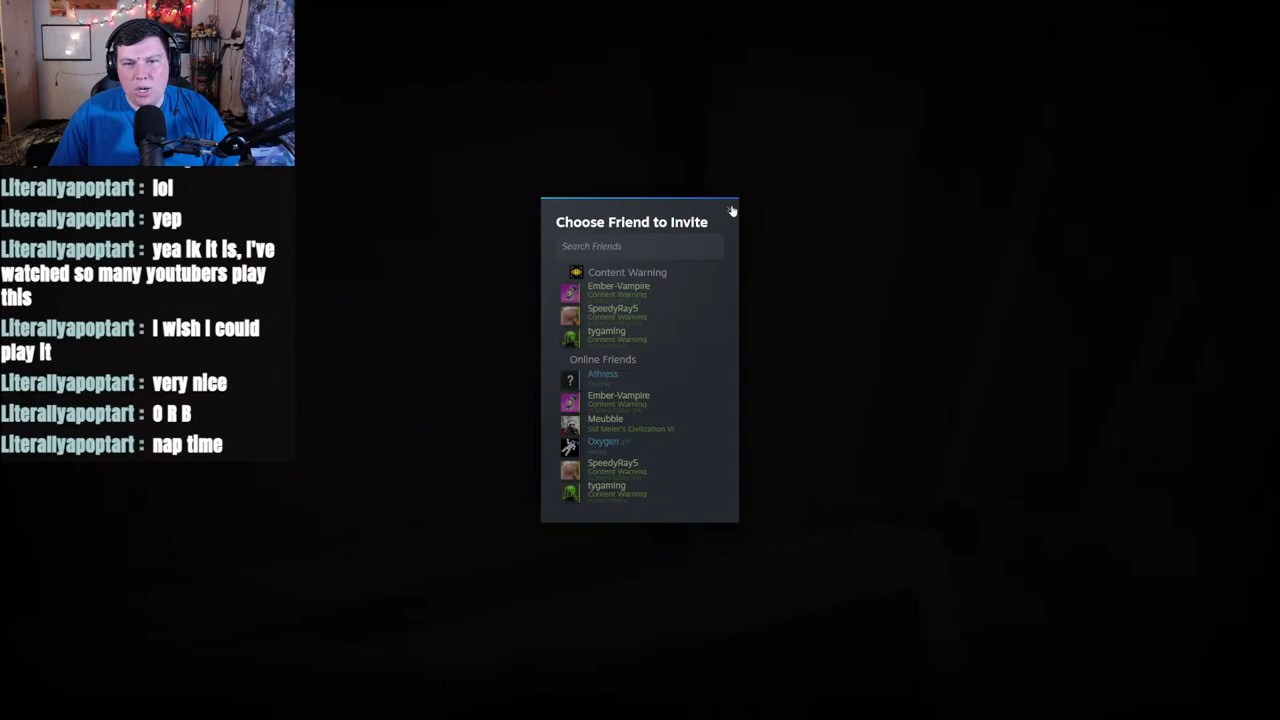 Literallyapoptart : lol
Literallyapoptart : yep
Literallyapoptart : yea ik it is, I've
watched so many youtubers play
this
Literallyapoptart : I wish I could
play it
Literallyapoptart : very nice
Literallyapoptart : O R B
Literallyapoptart : nap time
Choose Friend to Invite
Search Friends
Content Warning
Ember-Vampire
Content Warning
SpeedyRay5
Content Warning
tygaming
Content Warning
Online Friends
Athress
Online
Ember-Vampire
Content Warning
Meubble
Sid Meier's Civilization VI
Oxygen
Away
SpeedyRay5
Content Warning
tygaming
Content Warning